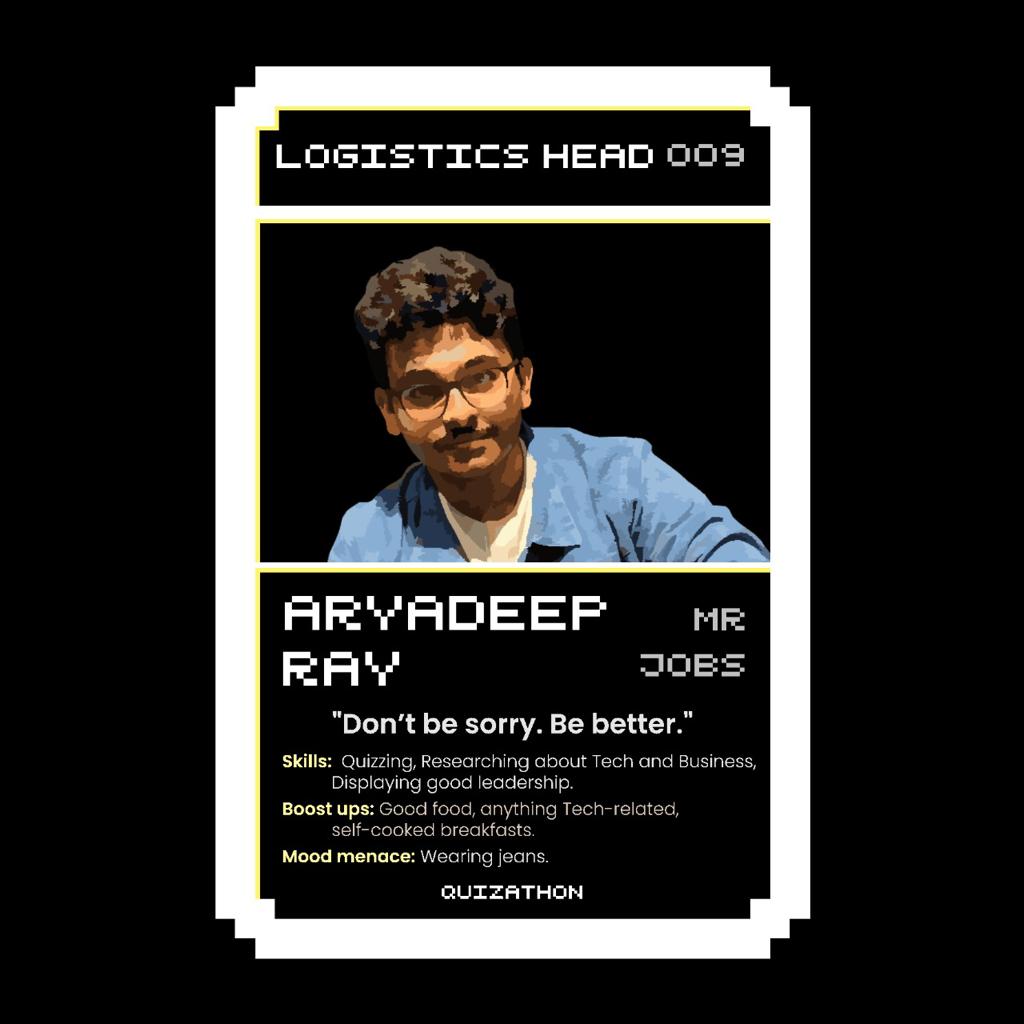 LOGISTICS HEAD 009
ARYADEEP
RAY
MR
JOBS
"Don’t be sorry. Be better."
Skills: Quizzing, Researching about Tech and Business,
Displaying good leadership.
Boost ups: Good food, anything Tech-related,
self-cooked breakfasts.
Mood menace: Wearing jeans.
QUIZATHON